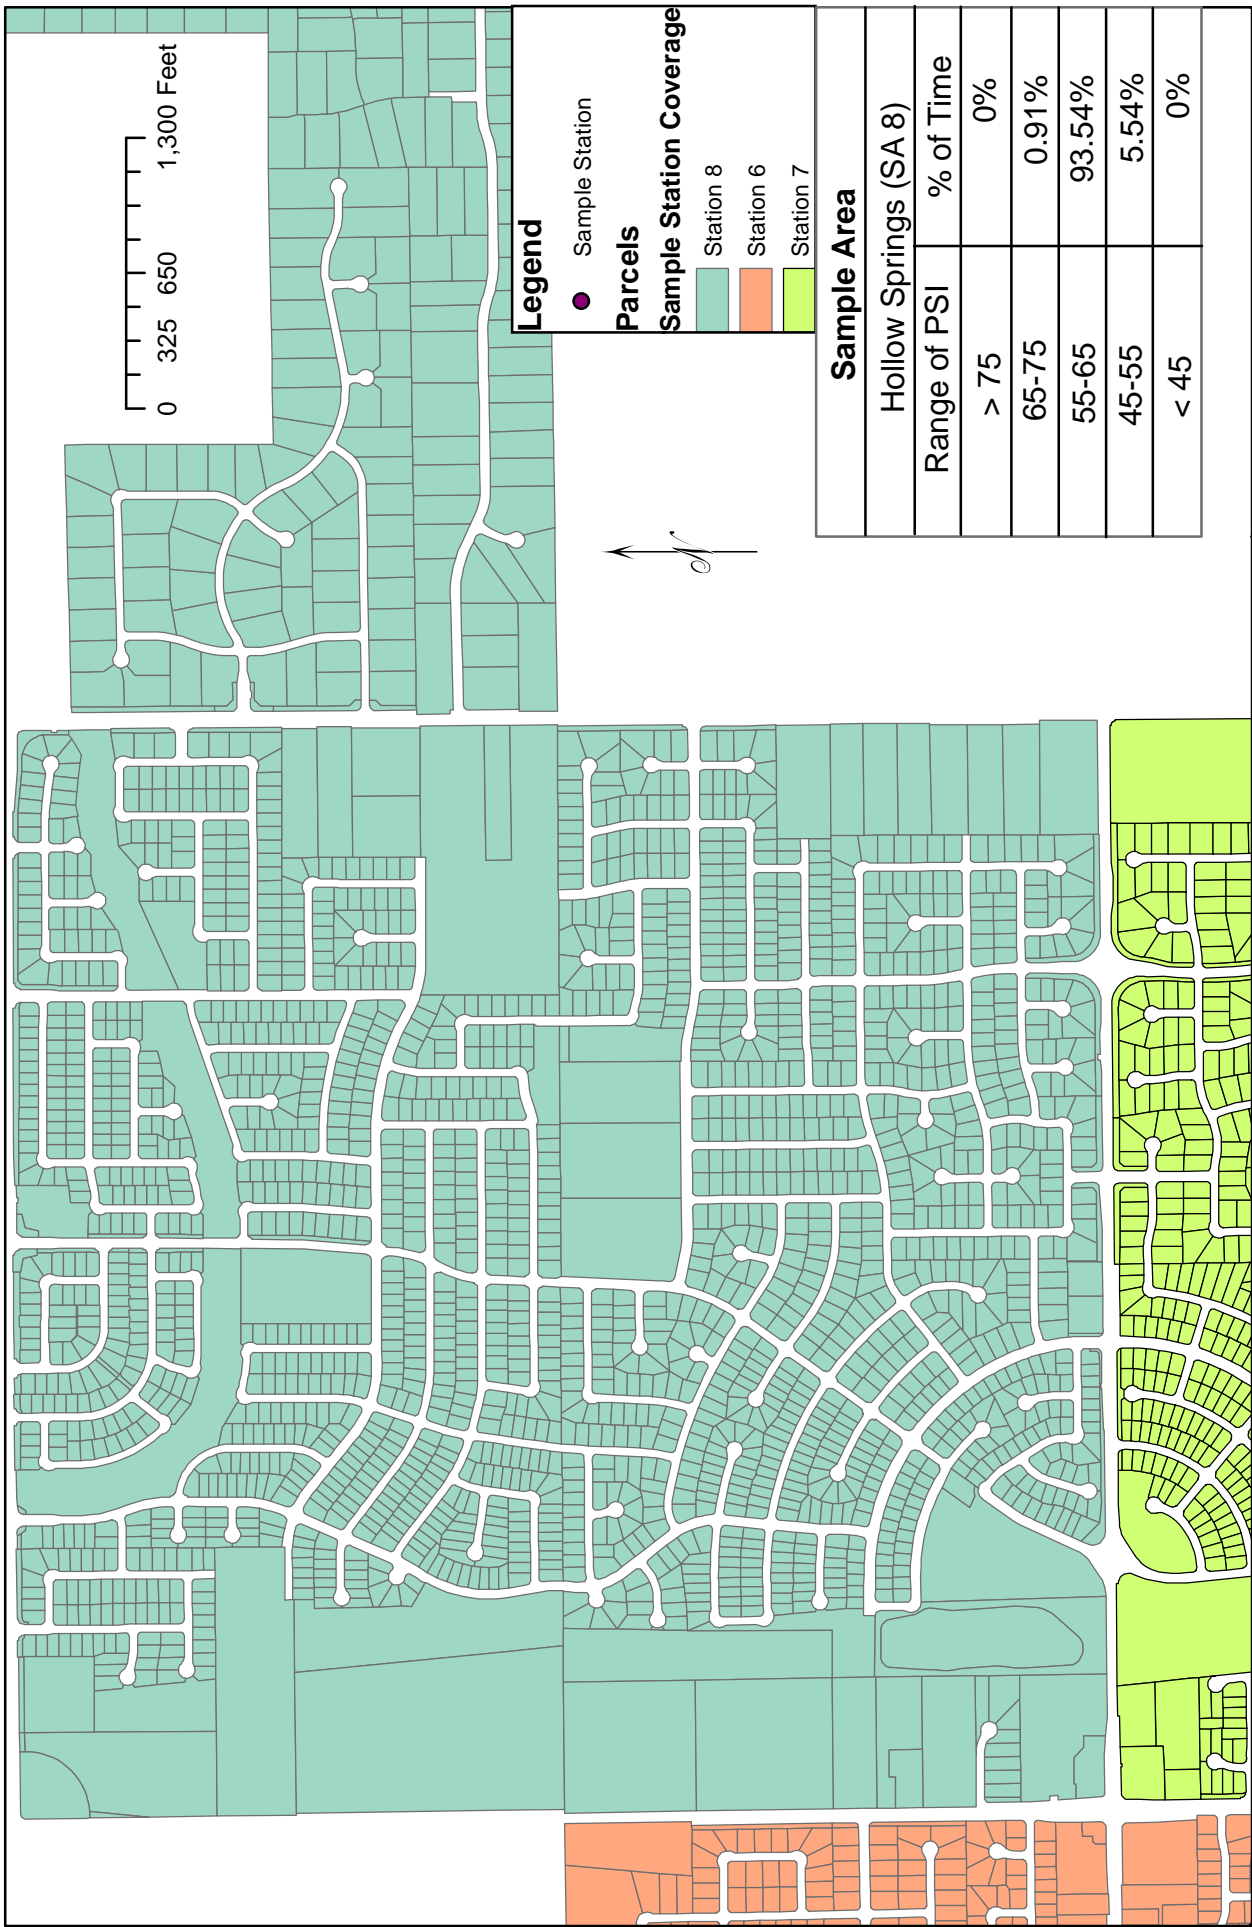 0 325 650 1,300 Feet
Legend
Sample Station
Parcels
Sample Station Coverage
Station 8
Station 6
Station 7
N
Sample Area
Hollow Springs (SA 8)
Range of PSI % of Time
> 75 0%
65-75 0.91%
55-65 93.54%
45-55 5.54%
< 45 0%